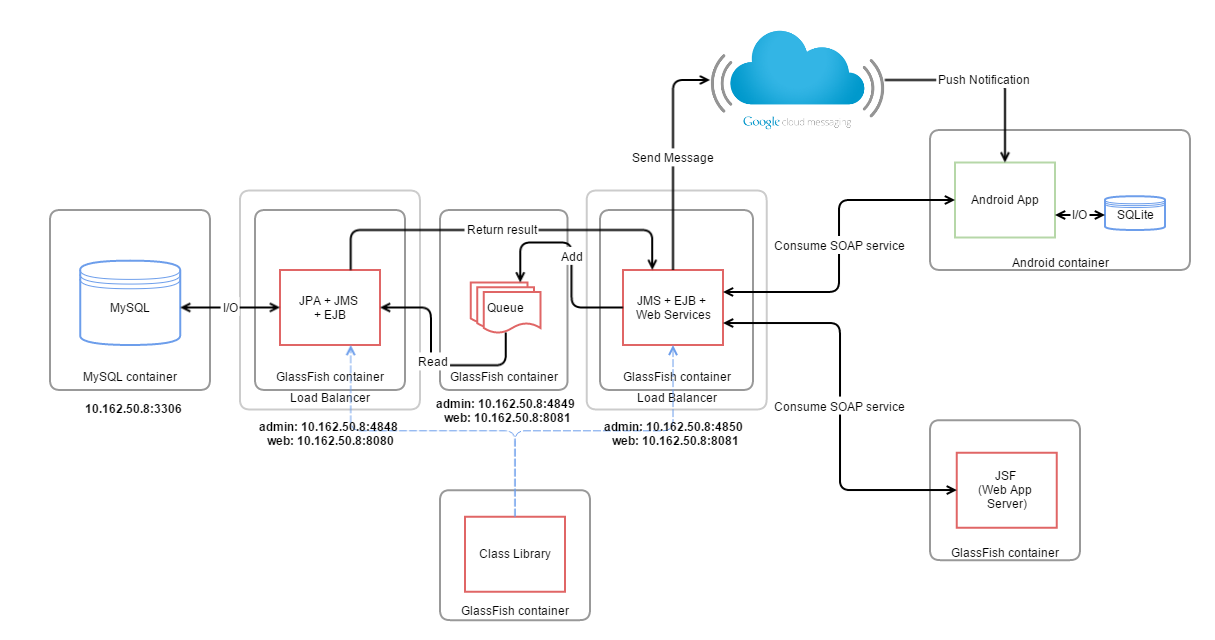 Google cloud messaging
Push Notification
Send Message
Android App
I/O
SQLite
Android container
Consume SOAP service
Return result
Add
MySQL
I/O
JPA + JMS
+ EJB
Queue
JMS + EJB +
Web Services
Read
MySQL container
GlassFish container
GlassFish container
GlassFish container
Load Balancer
Load Balancer
10.162.50.8:3306
admin: 10.162.50.8:4848
web: 10.162.50.8:8080
admin: 10.162.50.8:4849
web: 10.162.50.8:8081
admin: 10.162.50.8:4850
web: 10.162.50.8:8081
Consume SOAP service
JSF
(Web App
Server)
GlassFish container
Class Library
GlassFish container